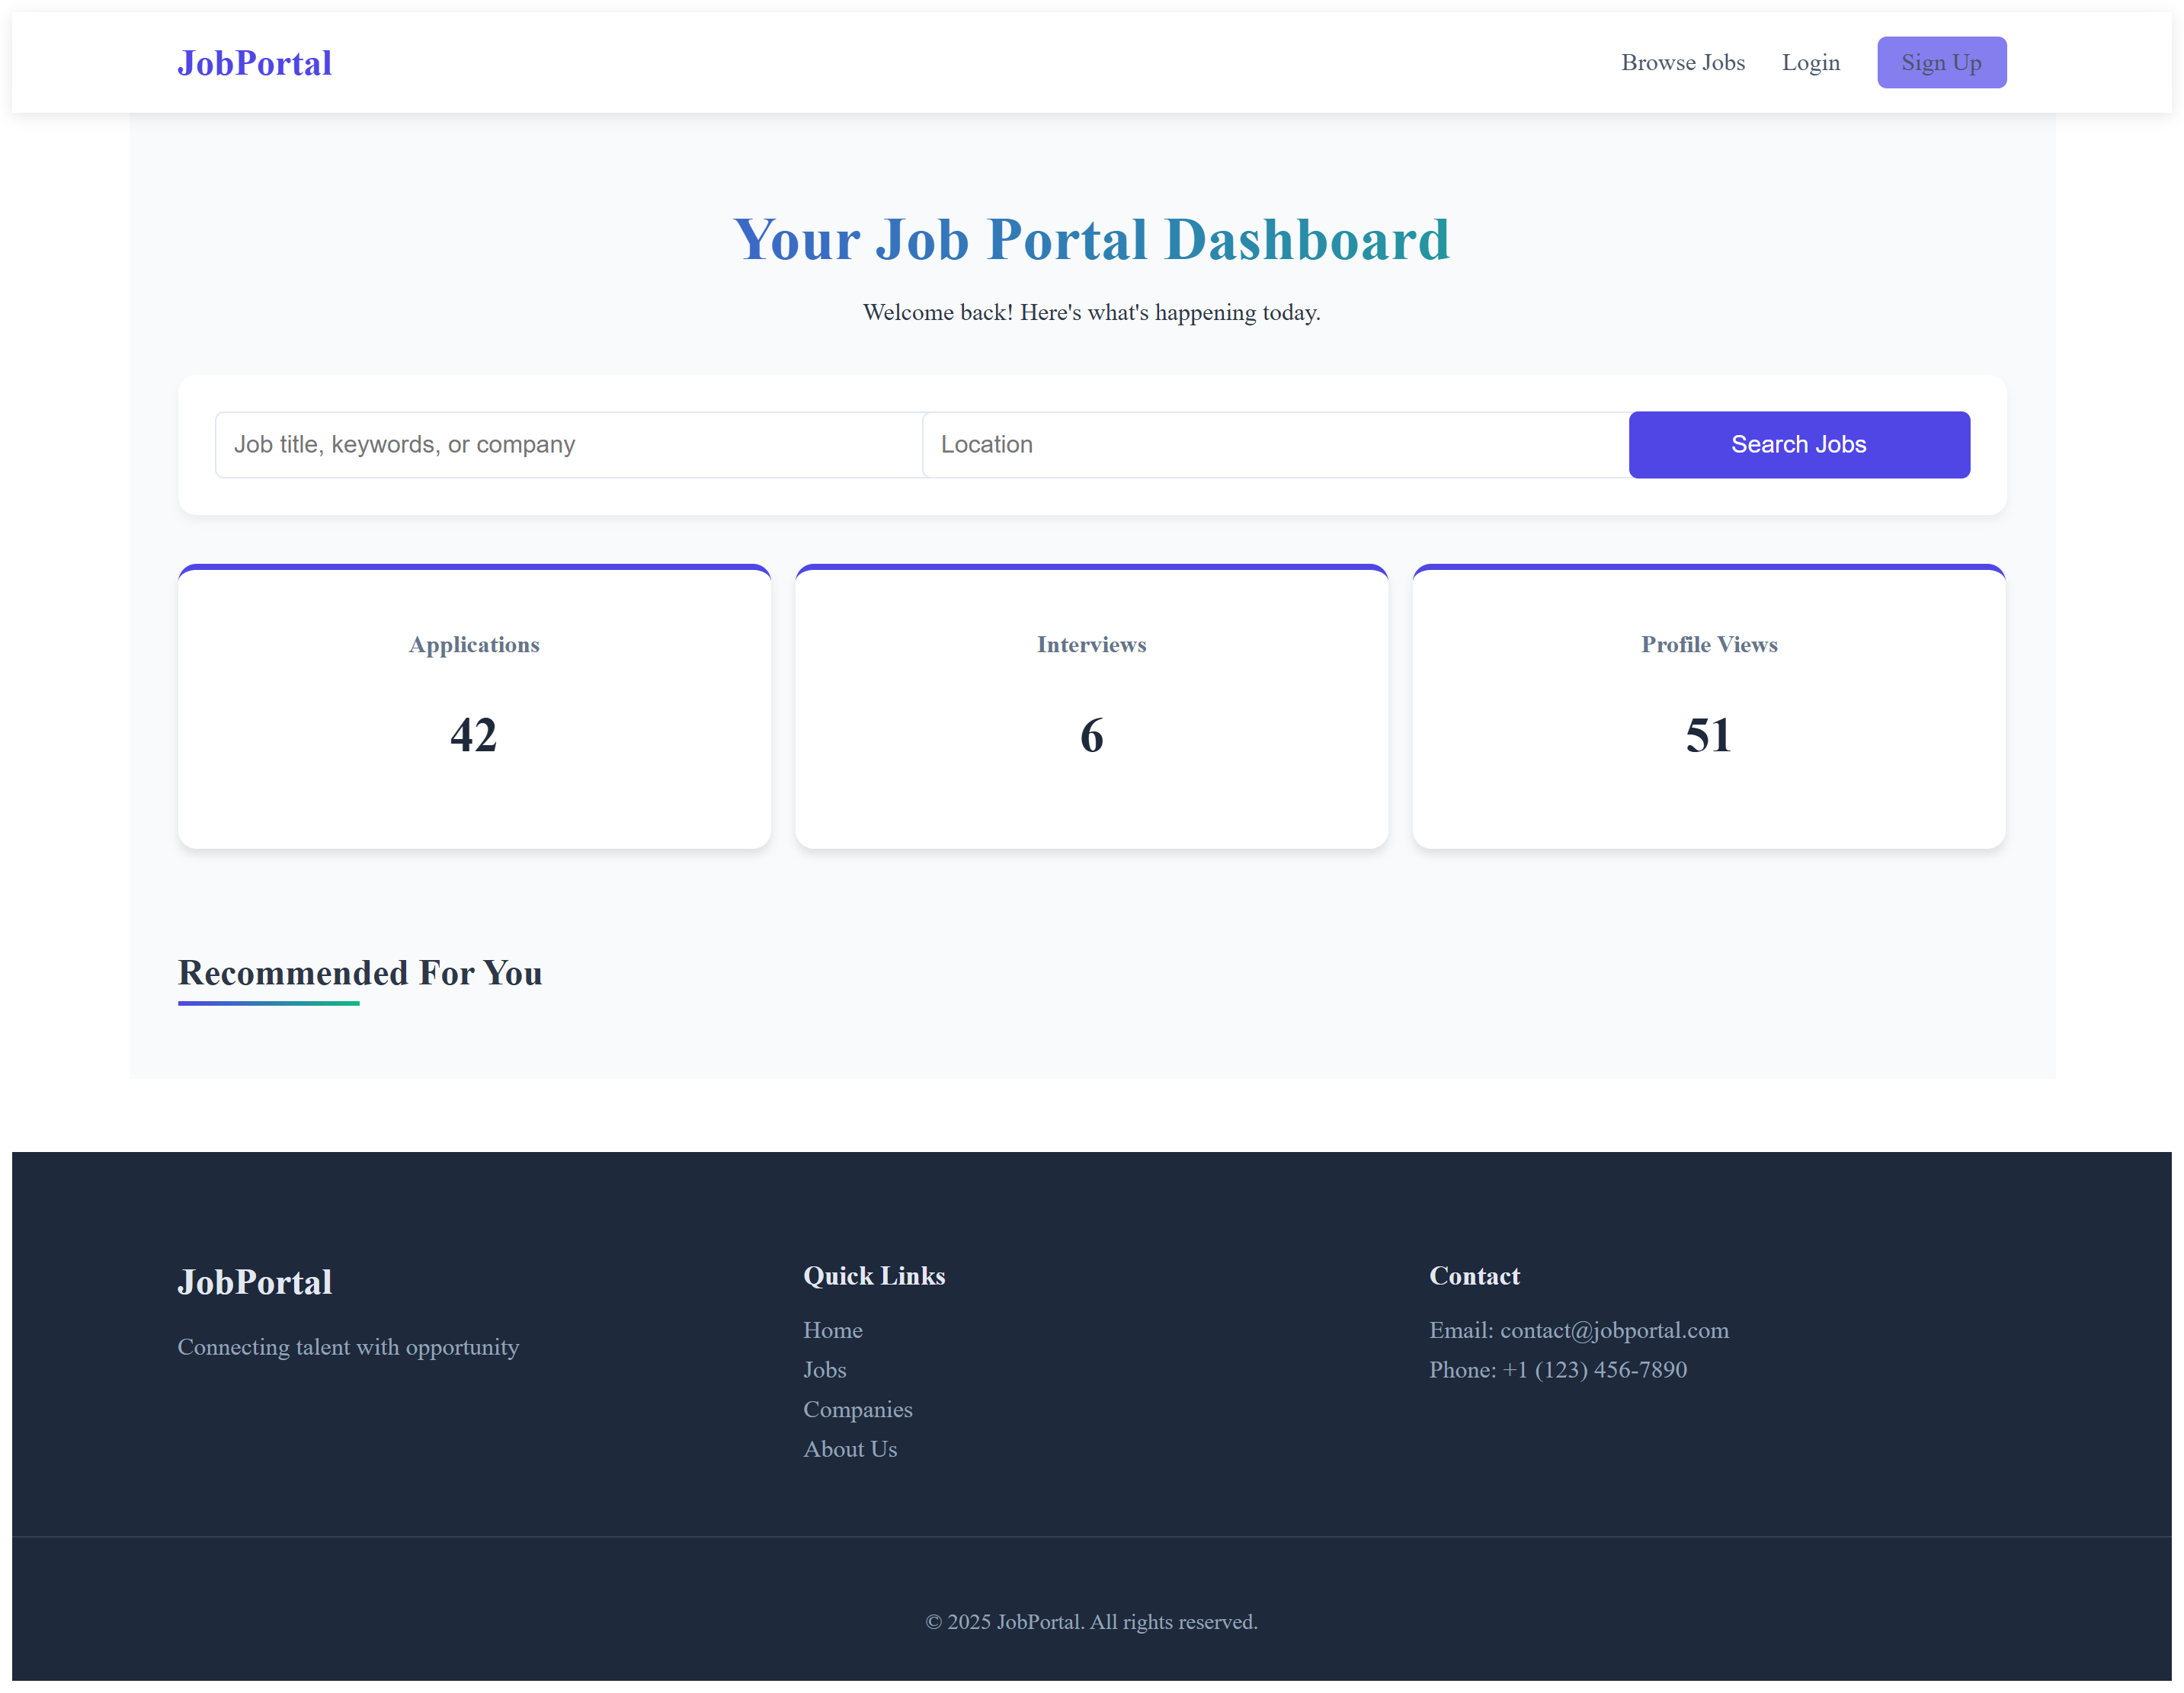 JobPortal
Browse Jobs
Login
Sign Up
Your Job Portal Dashboard
Welcome back! Here's what's happening today.
Job title, keywords, or company
Location
Search Jobs
Applications
42
Interviews
6
Profile Views
51
Recommended For You
JobPortal
Connecting talent with opportunity
Quick Links
Home
Jobs
Companies
About Us
Contact
Email: contact@jobportal.com
Phone: +1 (123) 456-7890
© 2025 JobPortal. All rights reserved.